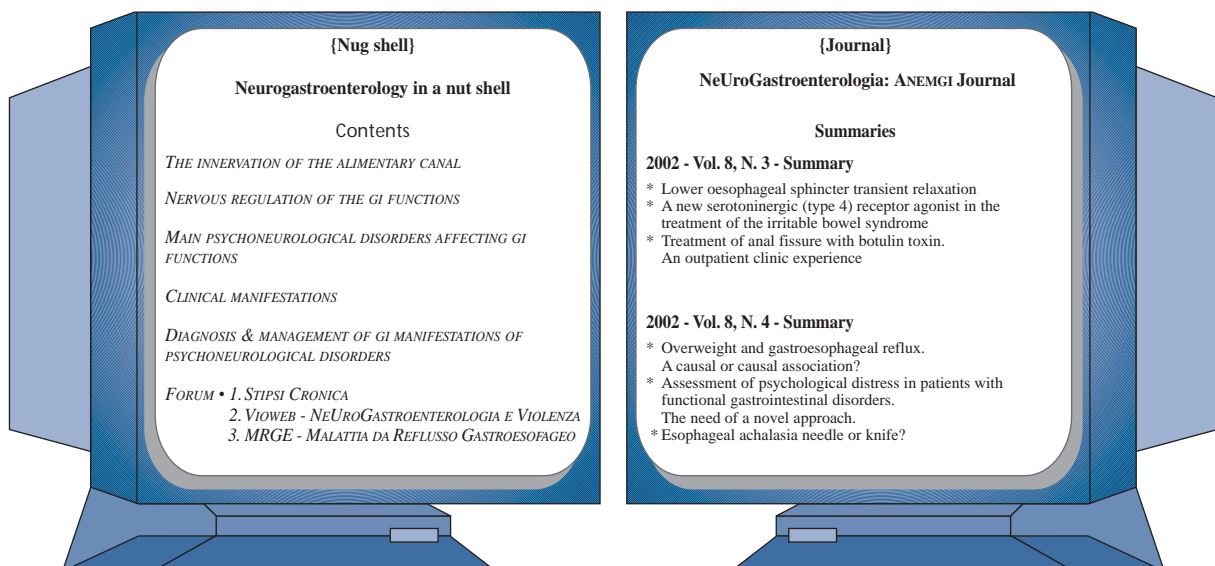 {Nug shell}
Neurogastroenterology in a nut shell
Contents
THE INNERVATION OF THE ALIMENTARY CANAL
NERVOUS REGULATION OF THE GI FUNCTIONS
MAIN PSYCHONEUROLOGICAL DISORDERS AFFECTING GI
FUNCTIONS
CLINICAL MANIFESTATIONS
DIAGNOSIS & MANAGEMENT OF GI MANIFESTATIONS OF
PSYCHONEUROLOGICAL DISORDERS
FORUM • 1. STIPSI CRONICA
2. VIOWEB - NEUROGASTROENTEROLOGIA E VIOLENZA
3. MRGE - MALATTIA DA REFLUSSO GASTROESOFAGEO
{Journal}
NeUroGastroenterologia: ANEMGI Journal
Summaries
2002 - Vol. 8, N. 3 - Summary
* Lower oesophageal sphincter transient relaxation
* A new serotoninergic (type 4) receptor agonist in the
treatment of the irritable bowel syndrome
* Treatment of anal fissure with botulin toxin.
An outpatient clinic experience
2002 - Vol. 8, N. 4 - Summary
* Overweight and gastroesophageal reflux.
A causal or causal association?
* Assessment of psychological distress in patients with
functional gastrointestinal disorders.
The need of a novel approach.
* Esophageal achalasia needle or knife?